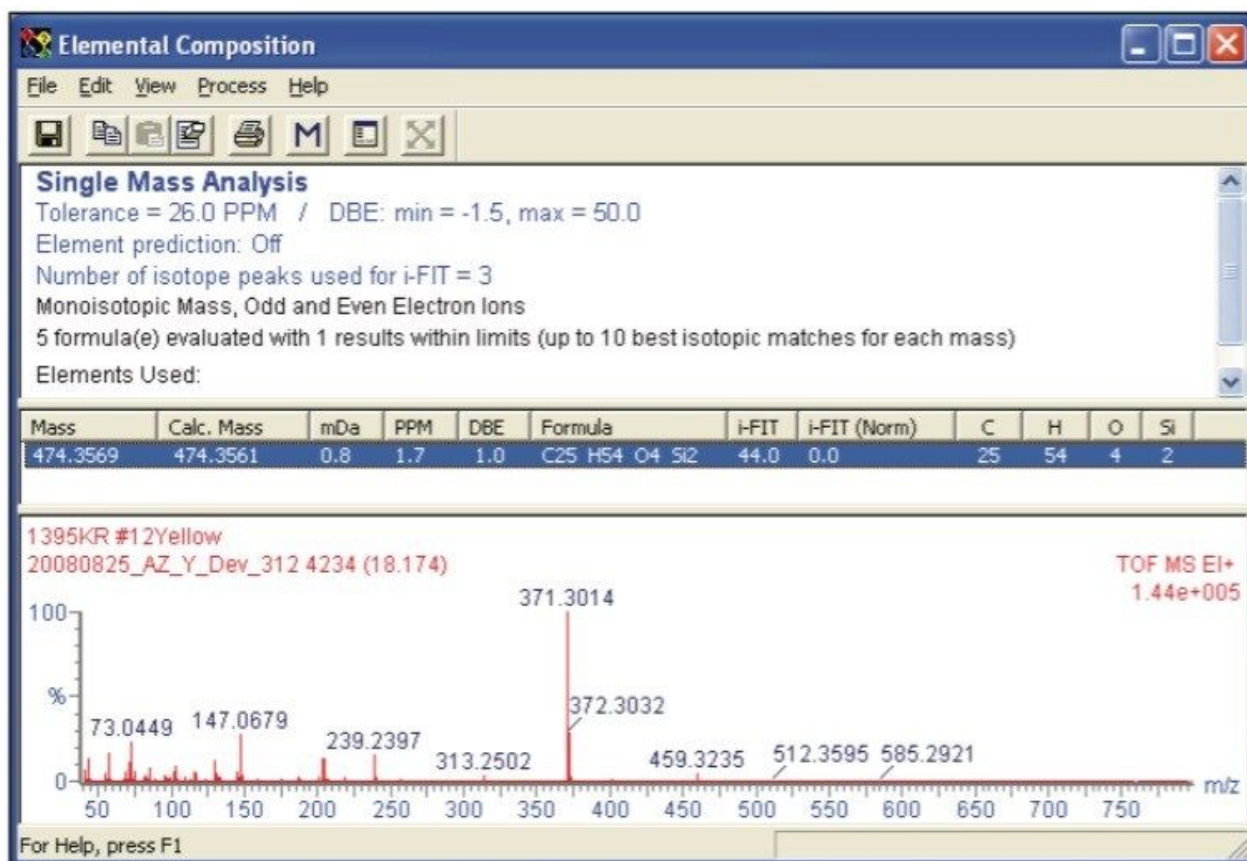 Elemental Composition
File Edit View Process Help
M
Single Mass Analysis
Tolerance = 26.0 PPM / DBE: min = -1.5, max = 50.0
Element prediction: Off
Number of isotope peaks used for i-FIT = 3
Monoisotopic Mass, Odd and Even Electron Ions
5 formula(e) evaluated with 1 results within limits (up to 10 best isotopic matches for each mass)
Elements Used:
Mass Calc. Mass mDa PPM DBE Formula i-FIT i-FIT (Norm) C H O Si
474.3569 474.3561 0.8 1.7 1.0 C25 H54 O4 Si2 44.0 0.0 25 54 4 2
1395KR #12Yellow
20080825_AZ_Y_Dev_312 4234 (18.174) TOF MS EI+
1.44e+005
371.3014
100
%
372.3032
73.0449 147.0679
239.2397
313.2502 459.3235 512.3595 585.2921
0
m/z
50 100 150 200 250 300 350 400 450 500 550 600 650 700 750
For Help, press F1